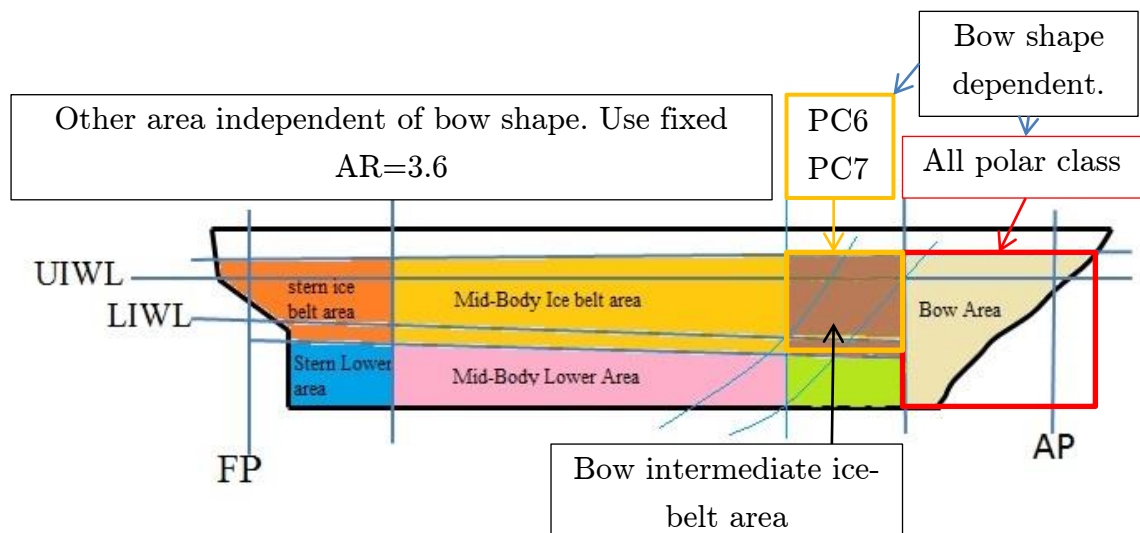 Bow shape
dependent.
Other area independent of bow shape. Use fixed
AR=3.6
PC6
PC7
All polar class
UIWL
LIWL
stern ice
belt area
Mid-Body Ice belt area
Bow Area
Stern Lower
area
Mid-Body Lower Area
FP
AP
Bow intermediate ice-
belt area